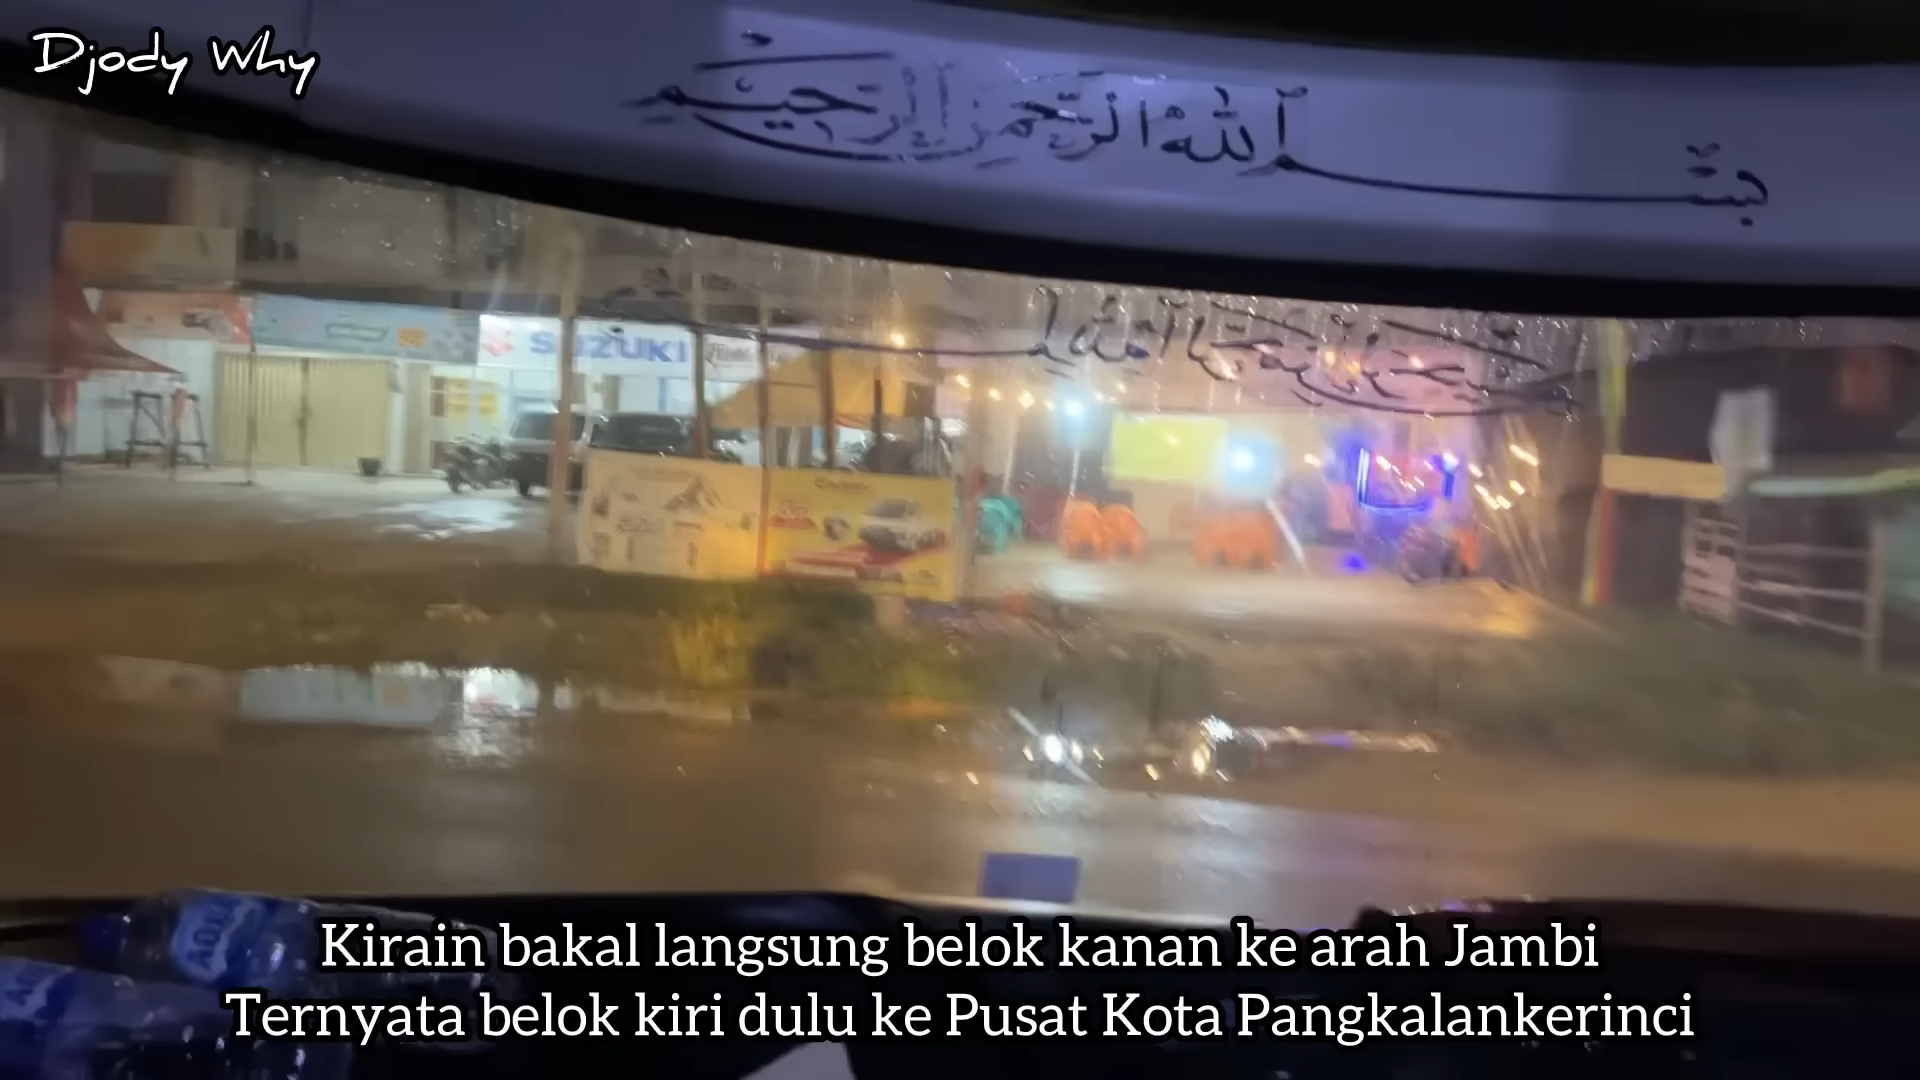 Djody Why
بسم الله الرحمن الرحيم
SUZUKI
AQUA
Kirain bakal langsung belok kanan ke arah Jambi
Ternyata belok kiri dulu ke Pusat Kota Pangkalankerinci